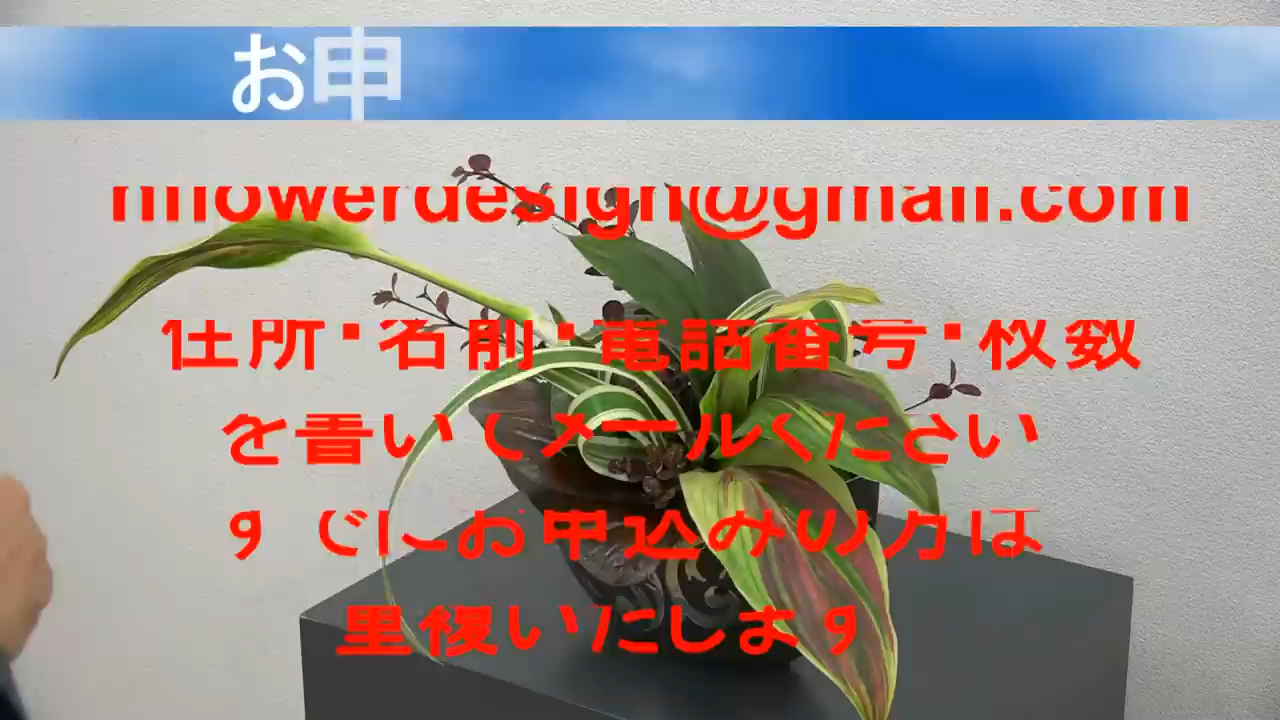 お申
住所・名前・電話番号・枚数
を書いてメールください
すでにお申込みの方は
重複いたします